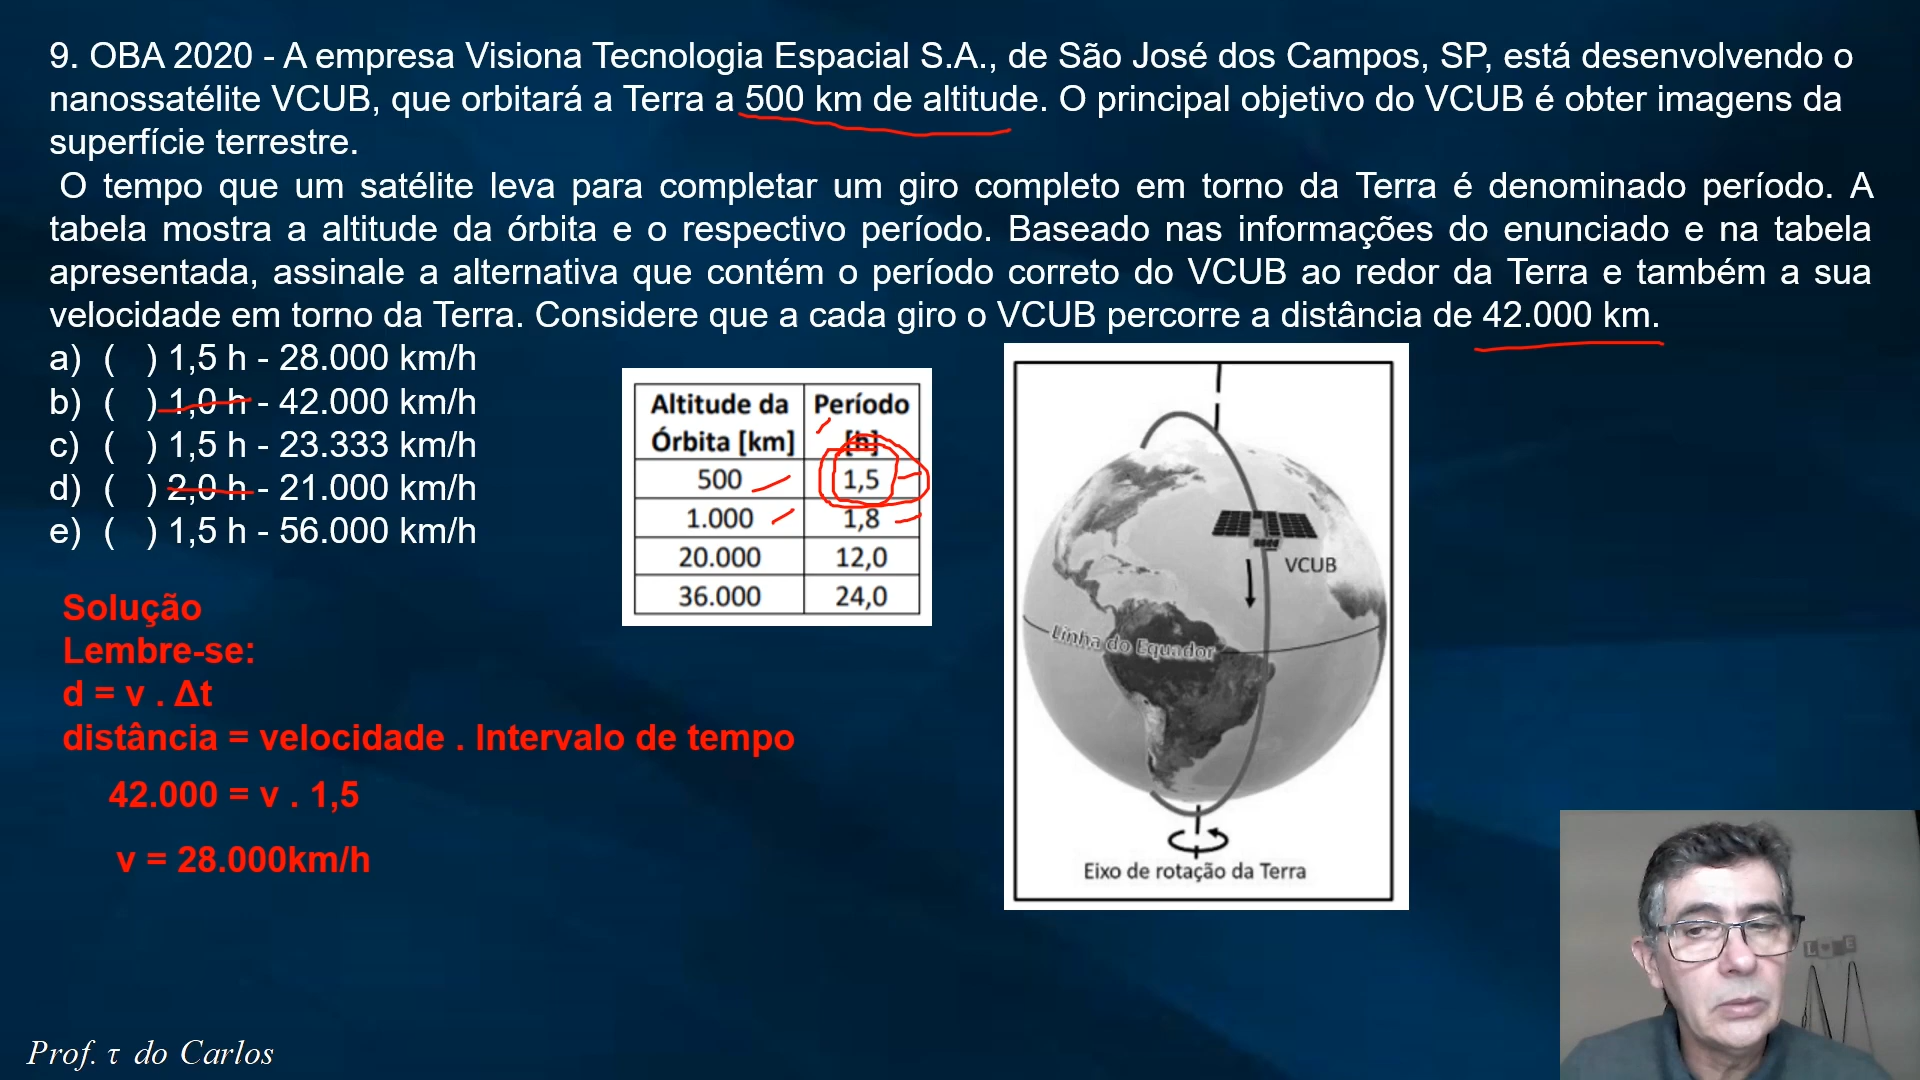 9. OBA 2020 - A empresa Visiona Tecnologia Espacial S.A., de São José dos Campos, SP, está desenvolvendo o
nanossatélite VCUB, que orbitará a Terra a 500 km de altitude. O principal objetivo do VCUB é obter imagens da
superfície terrestre.
O tempo que um satélite leva para completar um giro completo em torno da Terra é denominado período. A
tabela mostra a altitude da órbita e o respectivo período. Baseado nas informações do enunciado e na tabela
apresentada, assinale a alternativa que contém o período correto do VCUB ao redor da Terra e também a sua
velocidade em torno da Terra. Considere que a cada giro o VCUB percorre a distância de 42.000 km.
a) ( ) 1,5 h - 28.000 km/h
b) ( ) 1,0 h - 42.000 km/h
c) ( ) 1,5 h - 23.333 km/h
d) ( ) 2,0 h - 21.000 km/h
e) ( ) 1,5 h - 56.000 km/h
Altitude da Período
Órbita [km] [h]
500 1,5
1.000 1,8
20.000 12,0
36.000 24,0
VCUB
Linha do Equador
Eixo de rotação da Terra
Solução
Lembre-se:
d = v . Δt
distância = velocidade . Intervalo de tempo
42.000 = v . 1,5
v = 28.000km/h
Prof. τ do Carlos